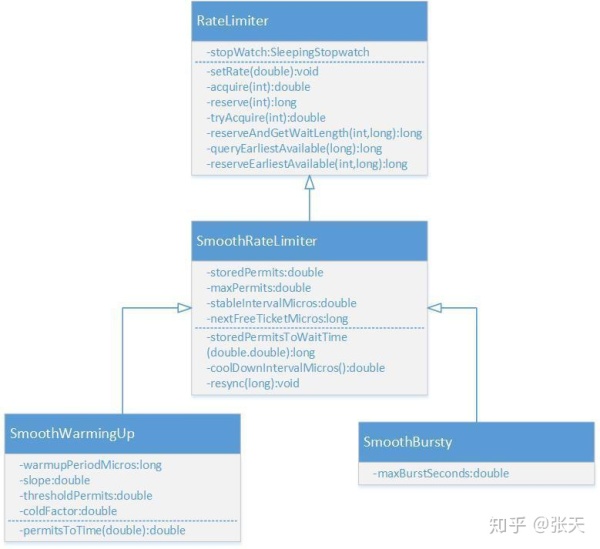 RateLimiter
-stopWatch:SleepingStopwatch
-setRate(double):void
-acquire(int):double
-reserve(int):long
-tryAcquire(int):double
-reserveAndGetWaitLength(int,long):long
-queryEarliestAvailable(long):long
-reserveEarliestAvailable(int,long):long
SmoothRateLimiter
-storedPermits:double
-maxPermits:double
-stableIntervalMicros:double
-nextFreeTicketMicros:long
-storedPermitsToWaitTime
(double.double):long
-coolDownIntervalMicros():double
-resync(long):void
SmoothWarmingUp
-warmupPeriodMicros:long
-slope:double
-thresholdPermits:double
-coldFactor:double
-permitsToTime(double):double
SmoothBursty
-maxBurstSeconds:double
知乎 @张天